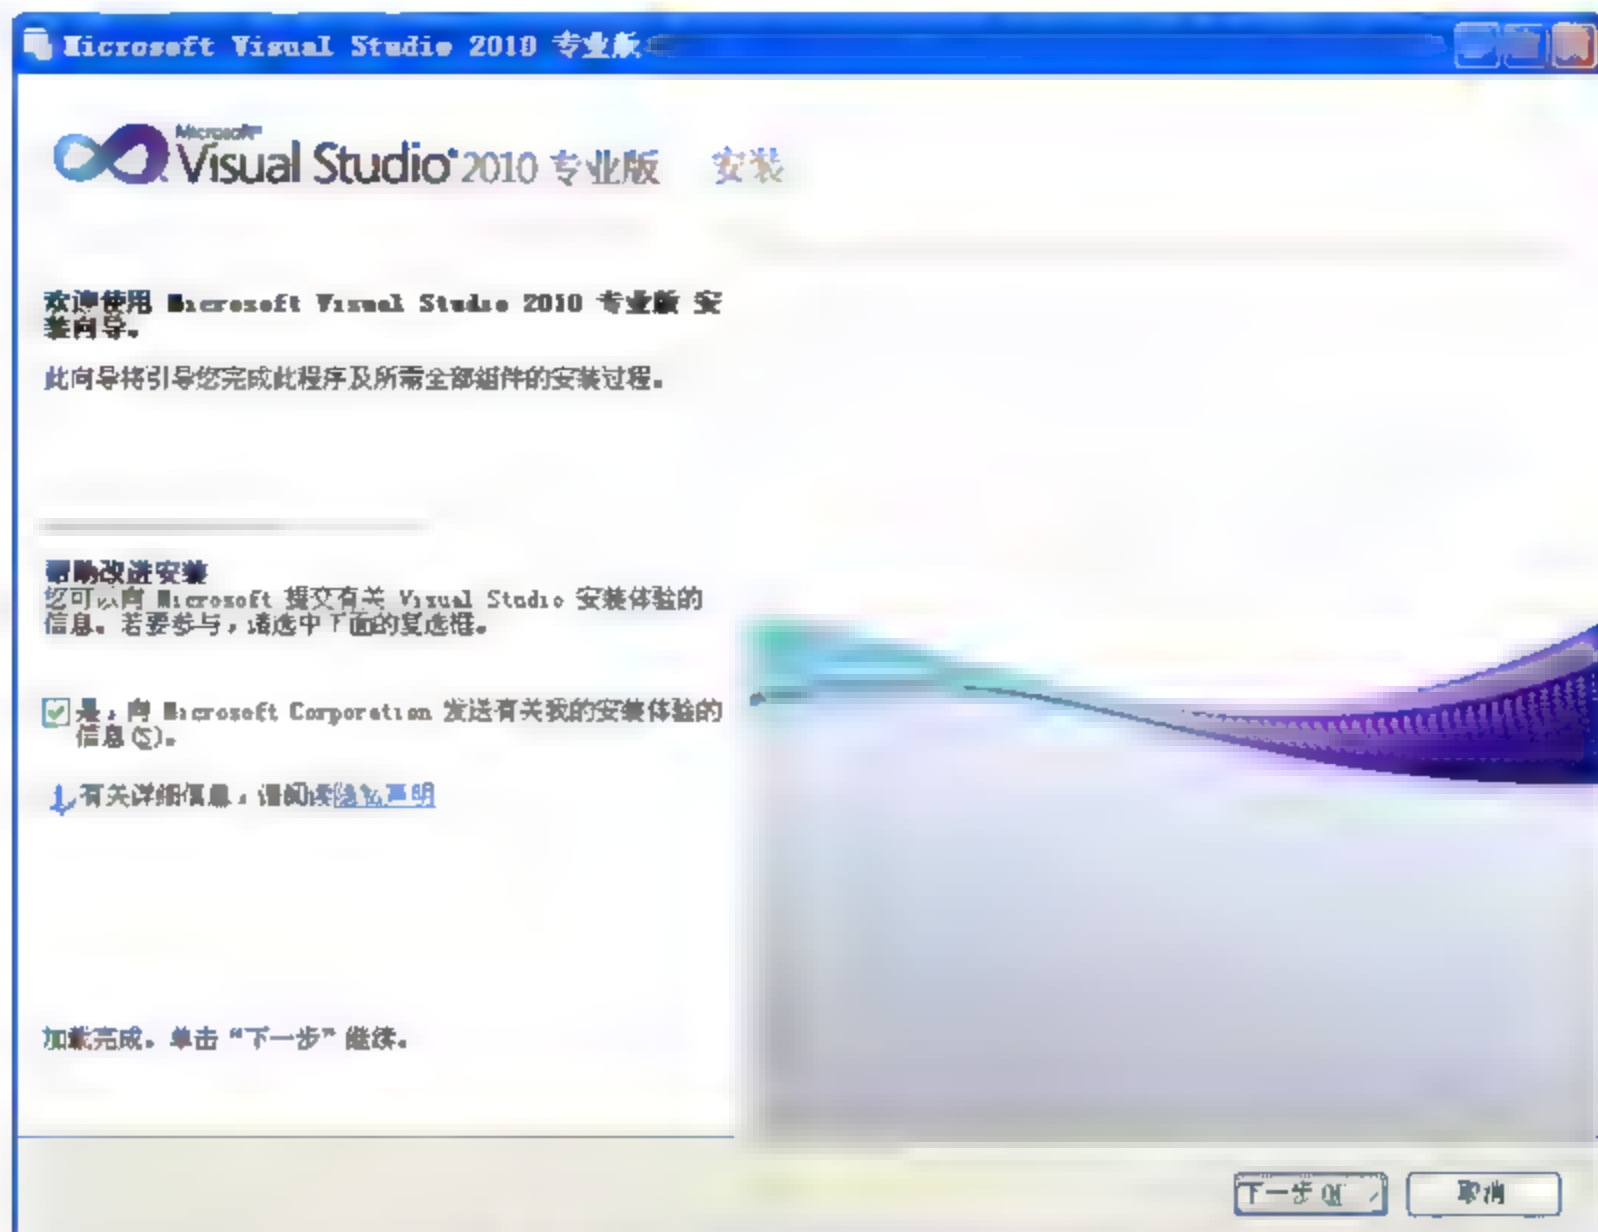 Microsoft Visual Studio 2010 专业版
Microsoft®
Visual Studio® 2010 专业版 安装
欢迎使用 Microsoft Visual Studio 2010 专业版 安
装向导。
此向导将引导您完成此程序及所需全部组件的安装过程。
帮助改进安装
您可以向 Microsoft 提交有关 Visual Studio 安装体验的
信息。若要参与，请选中下面的复选框。
是，向 Microsoft Corporation 发送有关我的安装体验的
信息(S)。
有关详细信息，请阅读隐私声明
加载完成。单击“下一步”继续。
下一步(N) >
取消